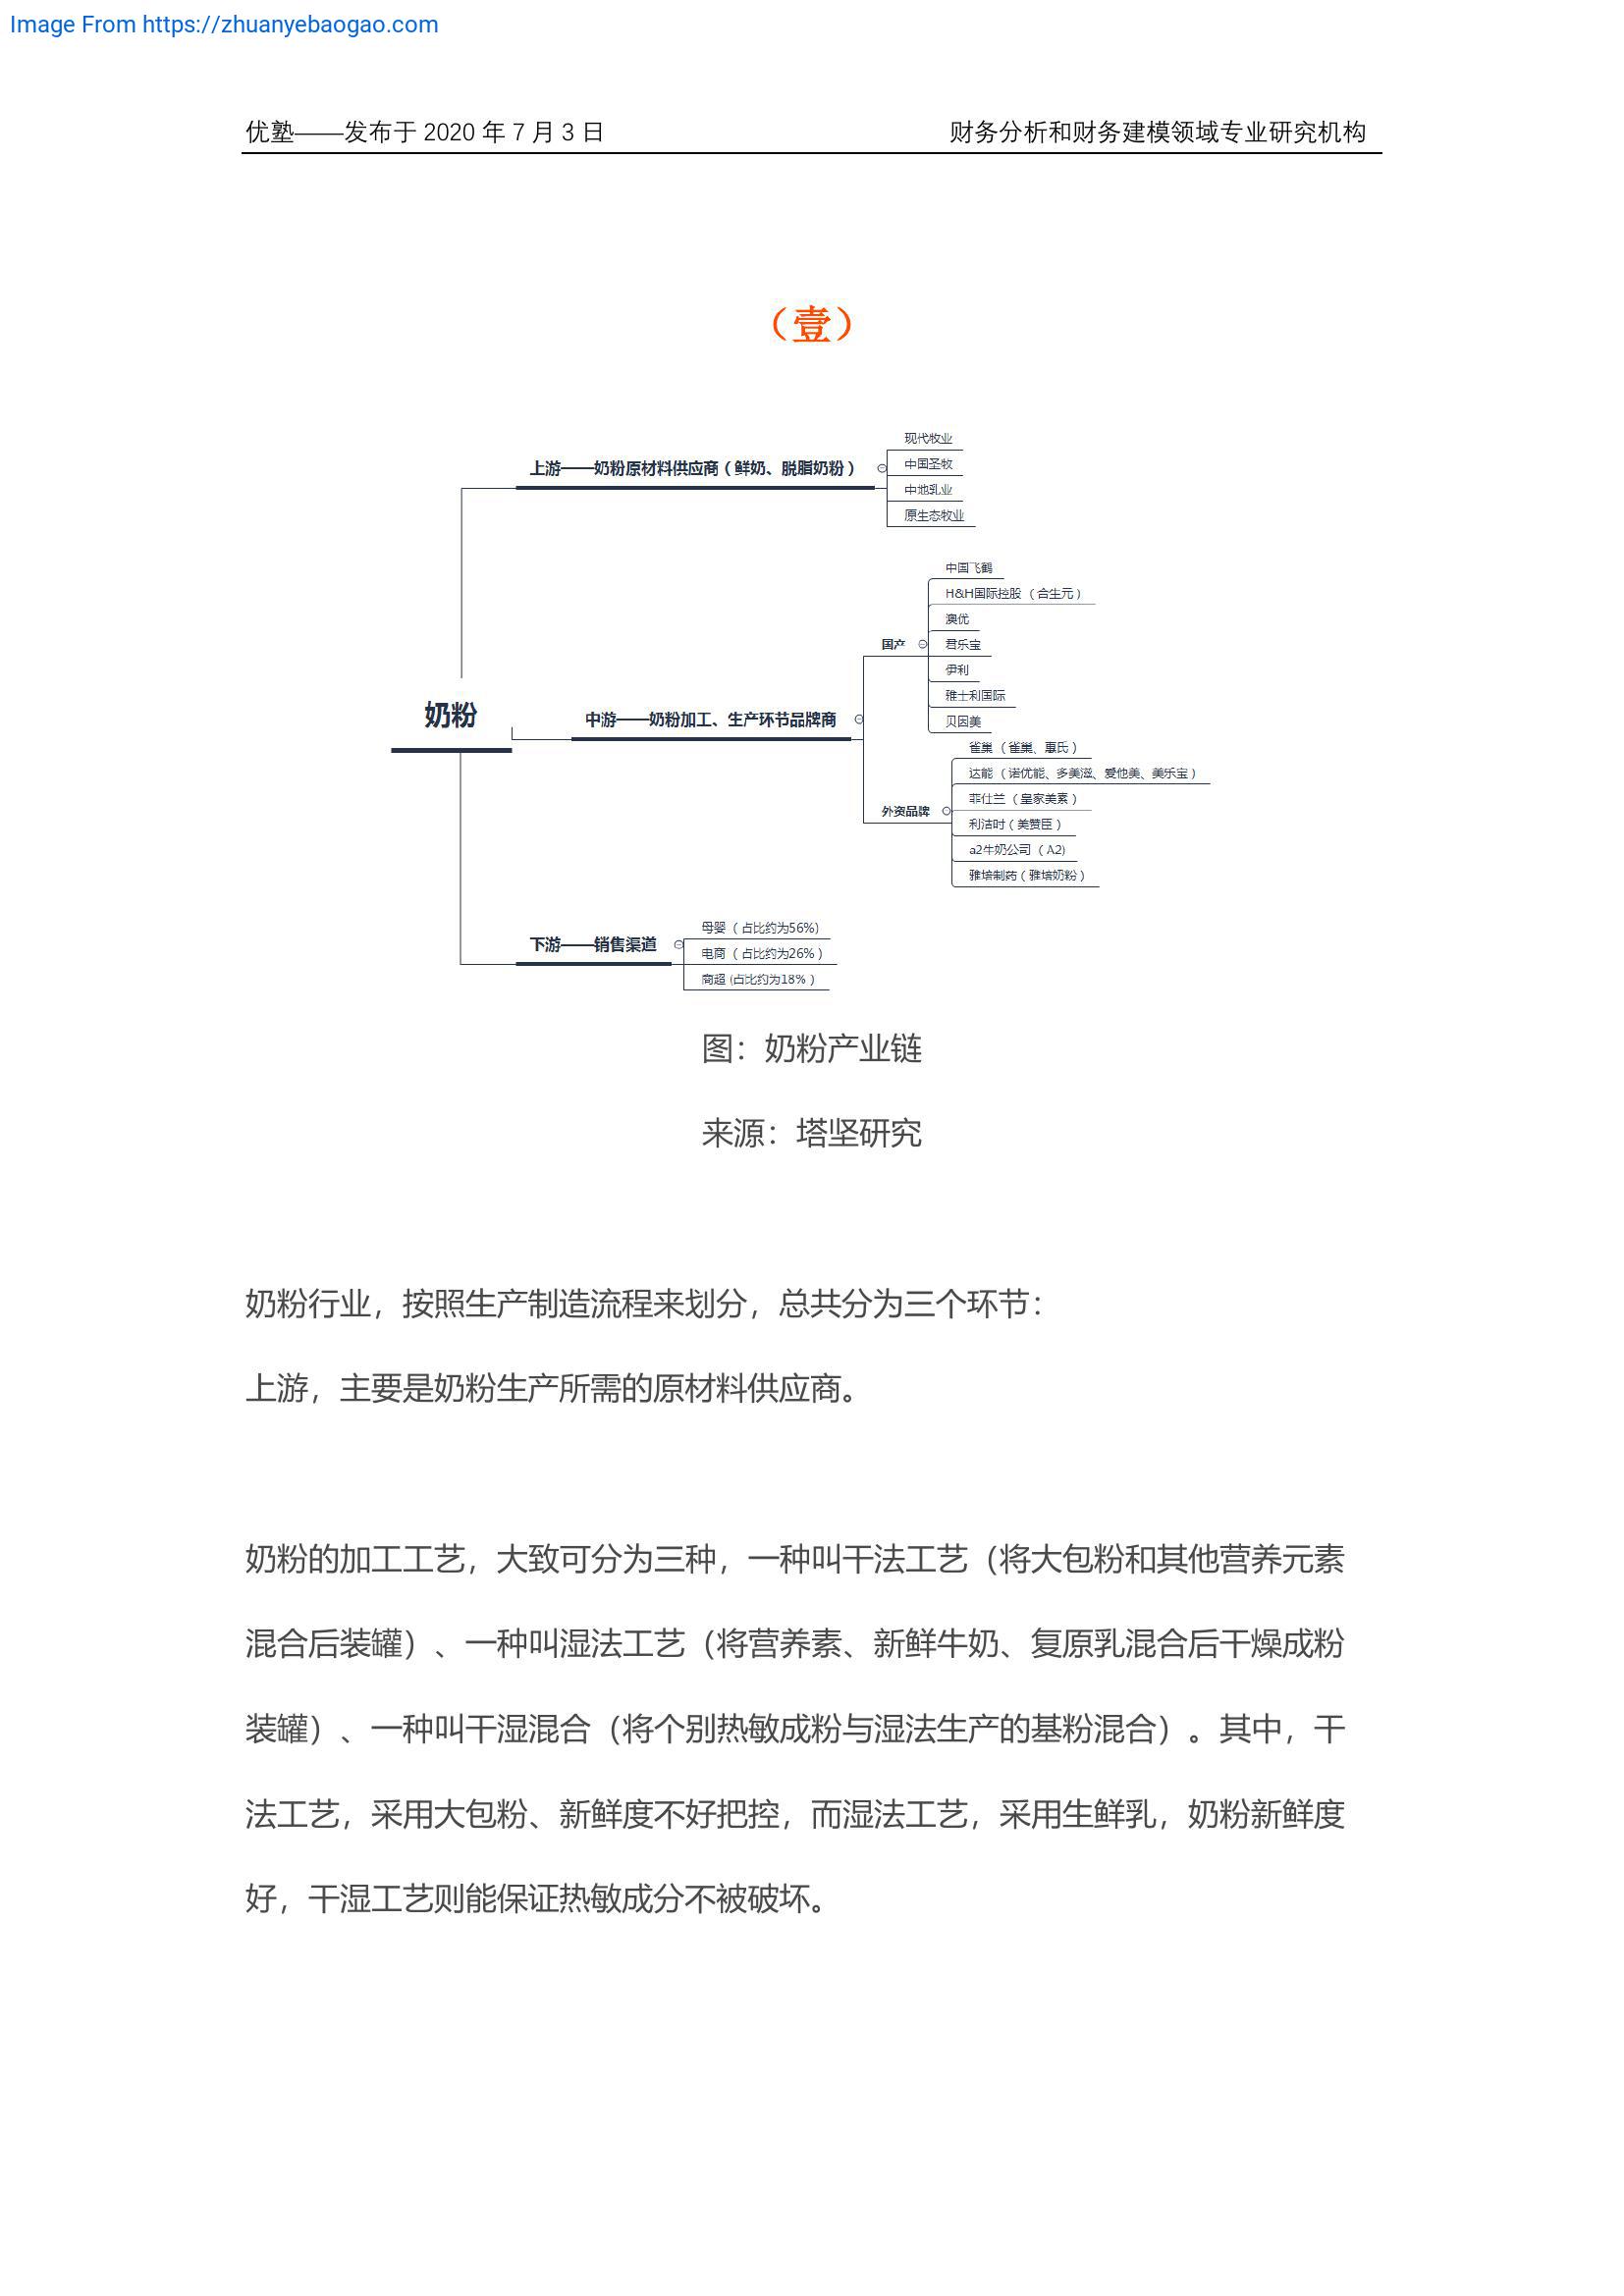 Image From https://zhuanyebaogao.com
优塾——发布于 2020 年 7 月 3 日
财务分析和财务建模领域专业研究机构
（壹）
奶粉
上游——奶粉原材料供应商（鲜奶、脱脂奶粉）
现代牧业
中国圣牧
中地乳业
原生态牧业
中游——奶粉加工、生产环节品牌商
国产
中国飞鹤
H&H国际控股（合生元）
澳优
君乐宝
伊利
雅士利国际
贝因美
外资品牌
雀巢（雀巢、惠氏）
达能（诺优能、多美滋、爱他美、美乐宝）
菲仕兰（皇家美素）
利洁时（美赞臣）
a2牛奶公司（A2）
雅培制药（雅培奶粉）
下游——销售渠道
母婴（占比约为56%）
电商（占比约为26%）
商超（占比约为18%）
图：奶粉产业链
来源：塔坚研究
奶粉行业，按照生产制造流程来划分，总共分为三个环节：
上游，主要是奶粉生产所需的原材料供应商。
奶粉的加工工艺，大致可分为三种，一种叫干法工艺（将大包粉和其他营养元素
混合后装罐）、一种叫湿法工艺（将营养素、新鲜牛奶、复原乳混合后干燥成粉
装罐）、一种叫干湿混合（将个别热敏成粉与湿法生产的基粉混合）。其中，干
法工艺，采用大包粉、新鲜度不好把控，而湿法工艺，采用生鲜乳，奶粉新鲜度
好，干湿工艺则能保证热敏成分不被破坏。